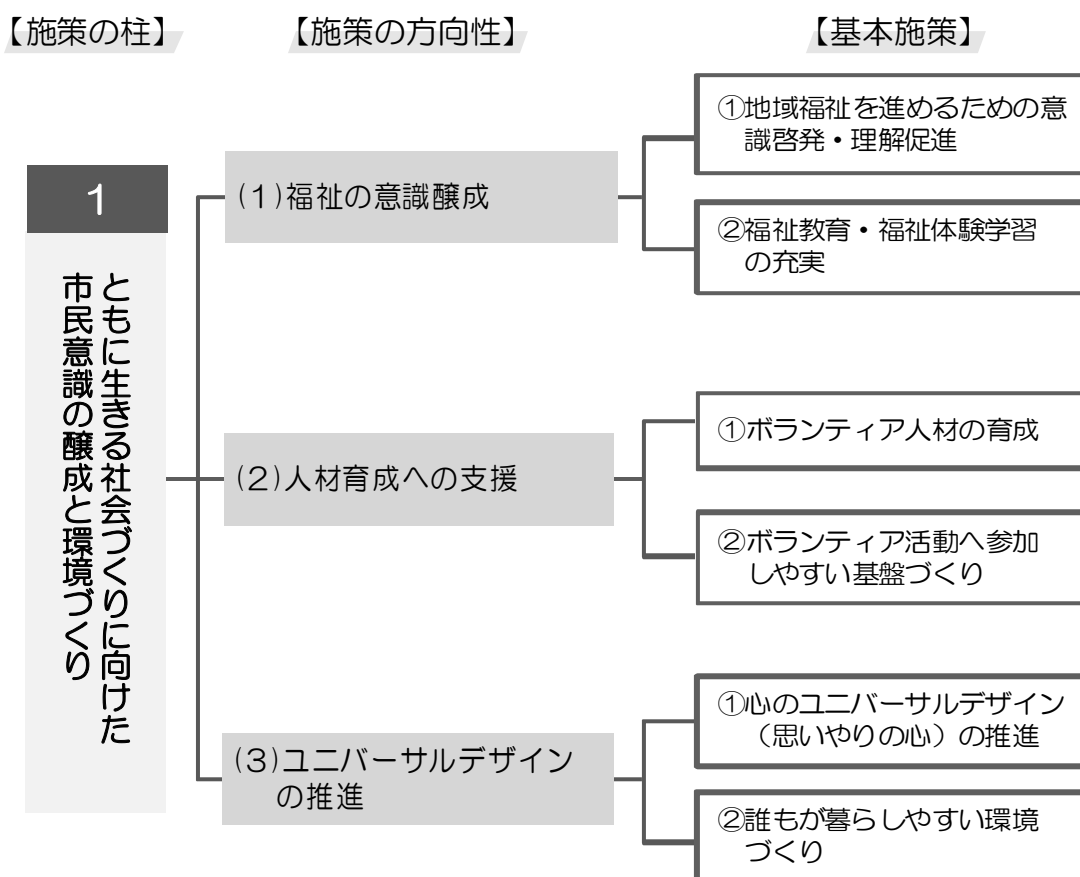 【施策の柱】
【施策の方向性】
【基本施策】
1
ともに生きる社会づくりに向けた
市民意識の醸成と環境づくり
(1)福祉の意識醸成
①地域福祉を進めるための意
識啓発・理解促進
②福祉教育・福祉体験学習
の充実
(2)人材育成への支援
①ボランティア人材の育成
②ボランティア活動へ参加
しやすい基盤づくり
(3)ユニバーサルデザイン
の推進
①心のユニバーサルデザイン
（思いやりの心）の推進
②誰もが暮らしやすい環境
づくり